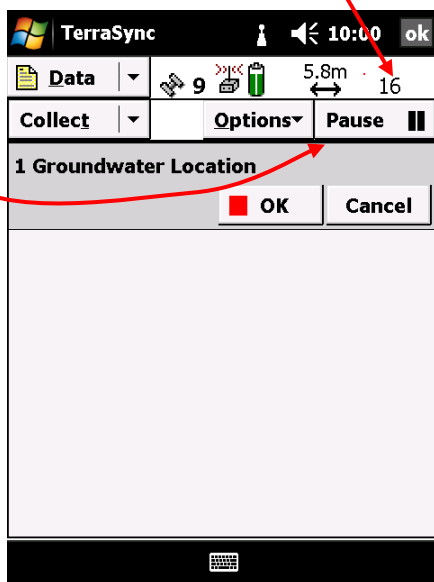 TerraSync 10:00 ok
Data 9 5.8m 16
Collect Options Pause
1 Groundwater Location
OK Cancel